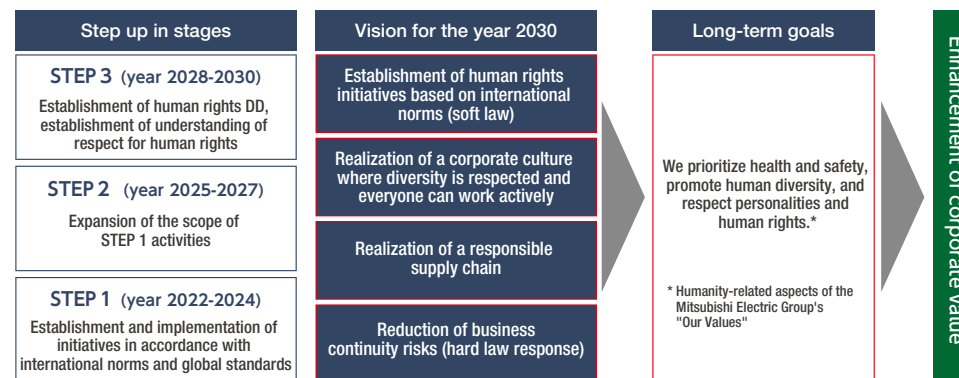 Step up in stages
STEP 3 (year 2028-2030)
Establishment of human rights DD,
establishment of understanding of
respect for human rights
STEP 2 (year 2025-2027)
Expansion of the scope of
STEP 1 activities
STEP 1 (year 2022-2024)
Establishment and implementation of
initiatives in accordance with
international norms and global standards
Vision for the year 2030
Establishment of human rights
initiatives based on international
norms (soft law)
Realization of a corporate culture
where diversity is respected and
everyone can work actively
Realization of a responsible
supply chain
Reduction of business
continuity risks (hard law response)
Long-term goals
We prioritize health and safety,
promote human diversity, and
respect personalities and
human rights.*
* Humanity-related aspects of the
Mitsubishi Electric Group's
"Our Values"
Enhancement of corporate value